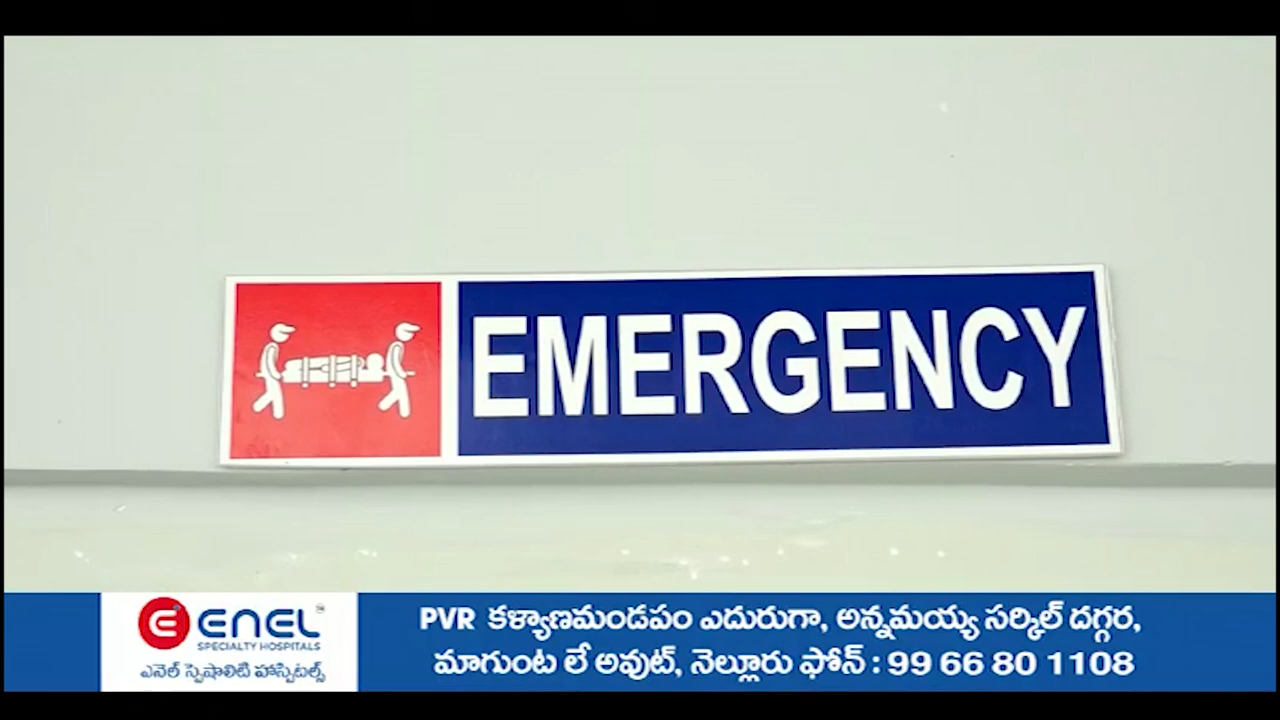 EMERGENCY
ENEL
SPECIALTY HOSPITALS
ఎనెల్ స్పెషాలిటి హాస్పిటల్స్
PVR కళ్యాణమండపం ఎదురుగా, అన్నమయ్య సర్కిల్ దగ్గర,
మాగుంట లే అవుట్, నెల్లూరు ఫోన్ : 99 66 80 1108